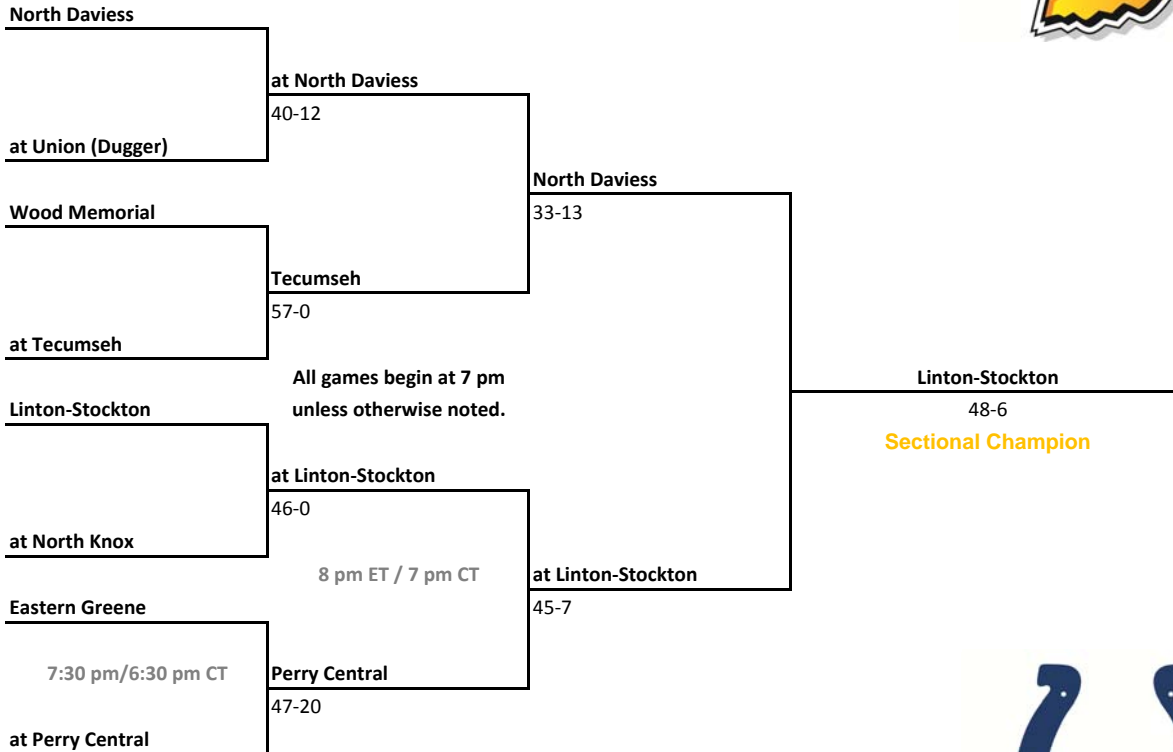 North Daviess
at North Daviess
40-12
at Union (Dugger)
North Daviess
33-13
Wood Memorial
Tecumseh
57-0
at Tecumseh
All games begin at 7 pm
unless otherwise noted.
Linton-Stockton
48-6
Sectional Champion
Linton-Stockton
at Linton-Stockton
46-0
at North Knox
8 pm ET / 7 pm CT
at Linton-Stockton
45-7
Eastern Greene
7:30 pm/6:30 pm CT
Perry Central
47-20
at Perry Central